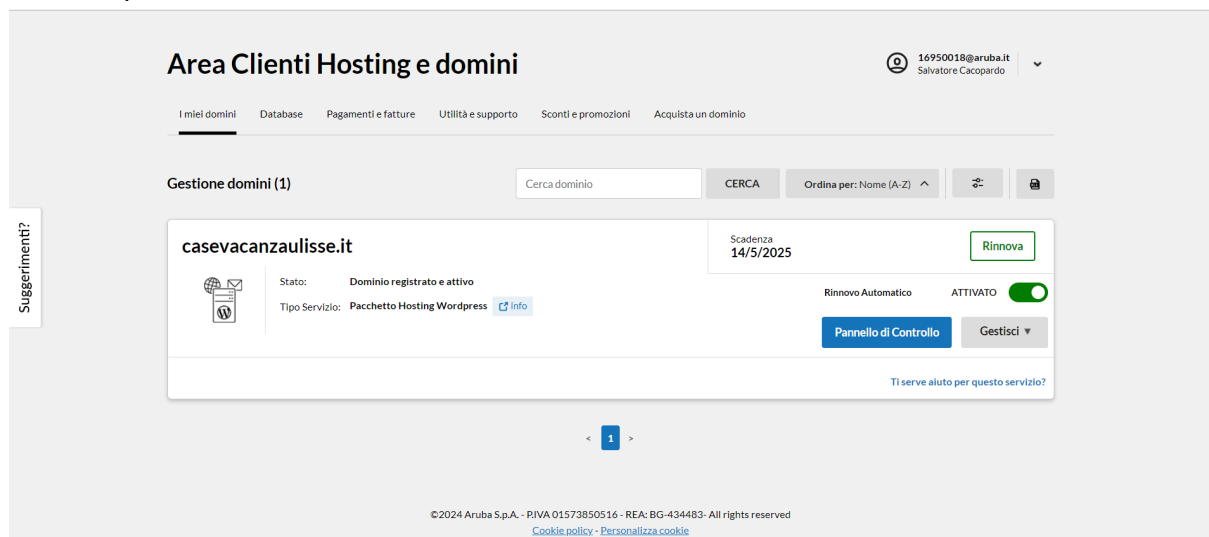 Area Clienti Hosting e domini
16950018@aruba.it
Salvatore Cacopardo
I miei domini Database Pagamenti e fatture Utilità e supporto Sconti e promozioni Acquista un dominio
Gestione domini (1) Cerca dominio CERCA Ordina per: Nome (A-Z)
Suggerimenti?
casevacanzaulisse.it
Scadenza
14/5/2025
Rinnova
Stato: Dominio registrato e attivo
Tipo Servizio: Pacchetto Hosting Wordpress info
Rinnovo Automatico ATTIVATO
Pannello di Controllo Gestisci ▼
Ti serve aiuto per questo servizio?
< 1 >
©2024 Aruba S.p.A. - P.IVA 01573850516 - REA: BG-434483- All rights reserved
Cookie policy - Personalizza cookie